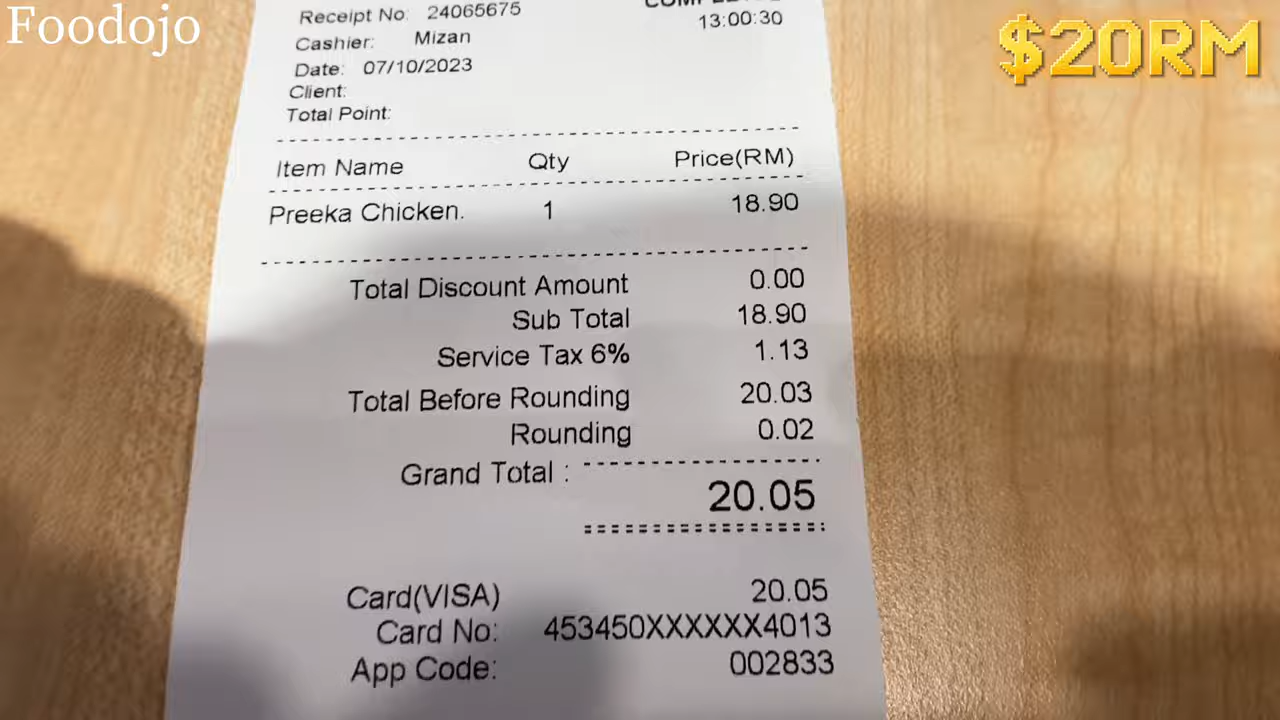 Foodojo
$20RM
Receipt No: 24065675
13:00:30
Cashier: Mizan
Date: 07/10/2023
Client:
Total Point:
Item Name Qty Price(RM)
Preeka Chicken. 1 18.90
Total Discount Amount 0.00
Sub Total 18.90
Service Tax 6% 1.13
Total Before Rounding 20.03
Rounding 0.02
Grand Total :
20.05
Card(VISA) 20.05
Card No: 453450XXXXXX4013
App Code: 002833